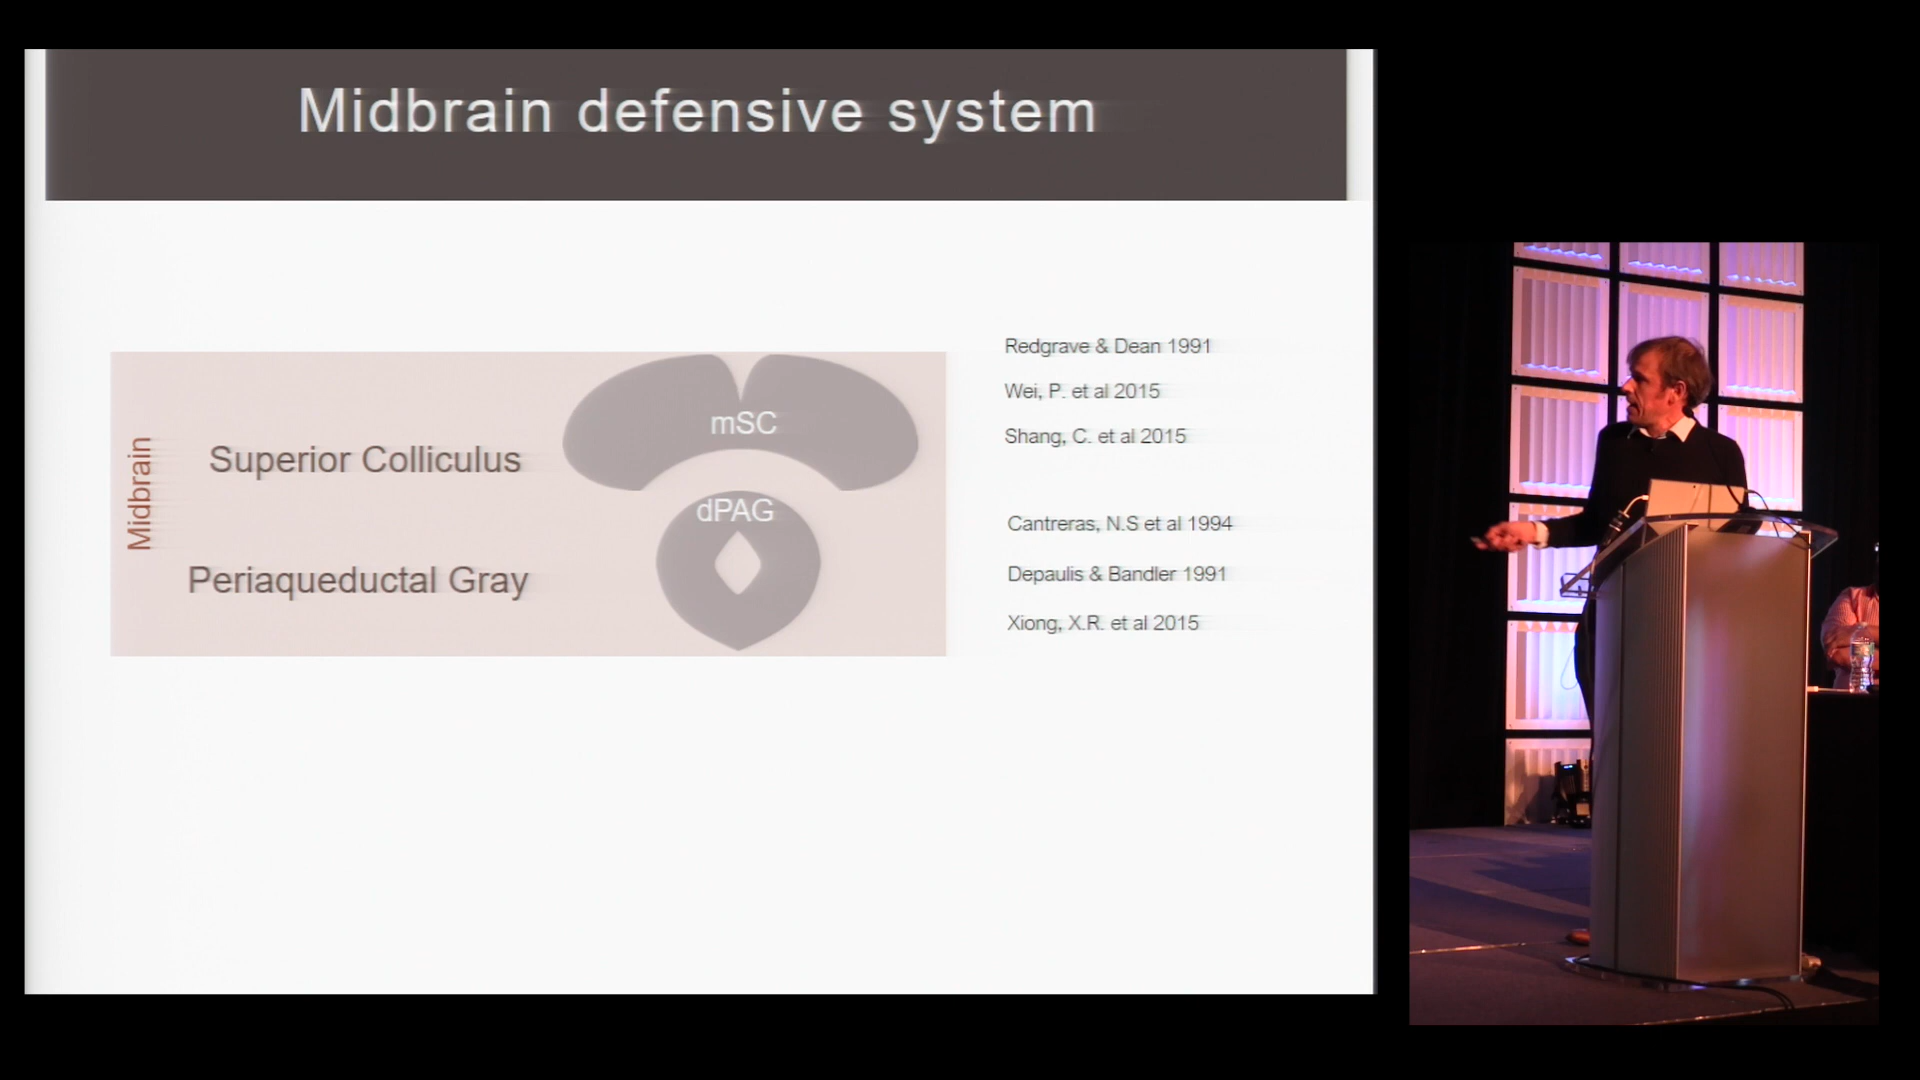 Midbrain defensive system
Midbrain
Superior Colliculus
Periaqueductal Gray
mSC
dPAG
Redgrave & Dean 1991
Wei, P. et al 2015
Shang, C. et al 2015
Cantreras, N.S et al 1994
Depaulis & Bandler 1991
Xiong, X.R. et al 2015